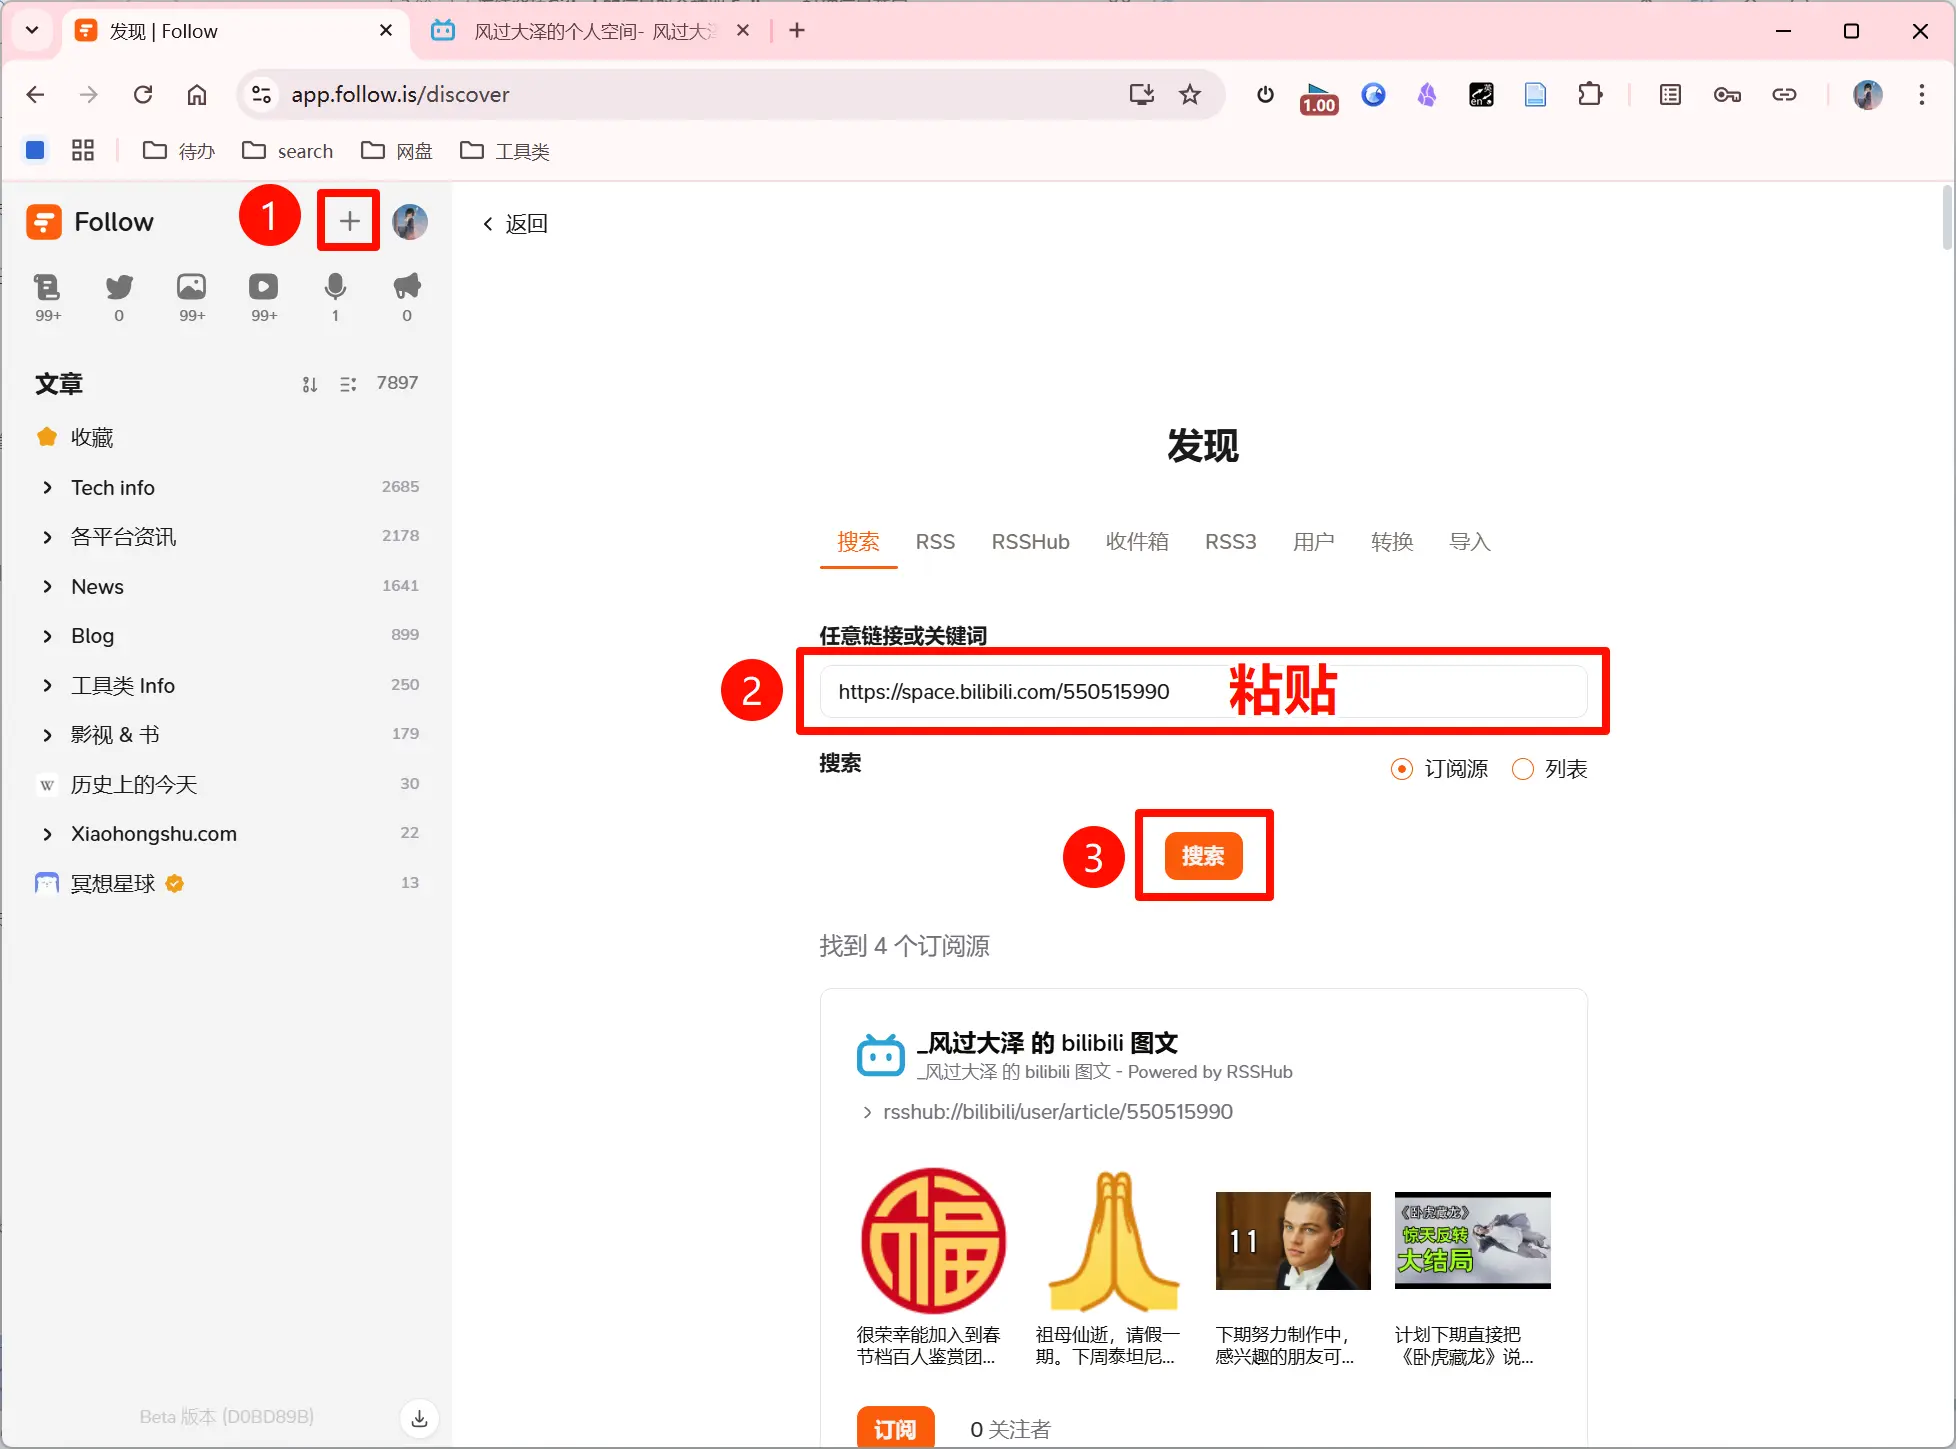 发现 | Follow
风过大泽的个人空间- 风过大
app.follow.is/discover
1.00
待办
search
网盘
工具类
Follow
1
返回
99+
0
99+
99+
1
0
文章
7897
收藏
Tech info 2685
各平台资讯 2178
News 1641
Blog 899
工具类 Info 250
影视 & 书 179
W 历史上的今天 30
Xiaohongshu.com 22
冥想星球 13
Beta 版本 (D0BD89B)
发现
搜索 RSS RSSHub 收件箱 RSS3 用户 转换 导入
任意链接或关键词
2
https://space.bilibili.com/550515990
粘贴
搜索
订阅源 列表
3
搜索
找到 4 个订阅源
_风过大泽 的 bilibili 图文
_风过大泽 的 bilibili 图文 - Powered by RSSHub
rsshub://bilibili/user/article/550515990
福
11
《卧虎藏龙》
惊天反转
大结局
很荣幸能加入到春
节档百人鉴赏团...
祖母仙逝，请假一
期。下周泰坦尼...
下期努力制作中，
感兴趣的朋友可...
计划下期直接把
《卧虎藏龙》说...
订阅
0 关注者